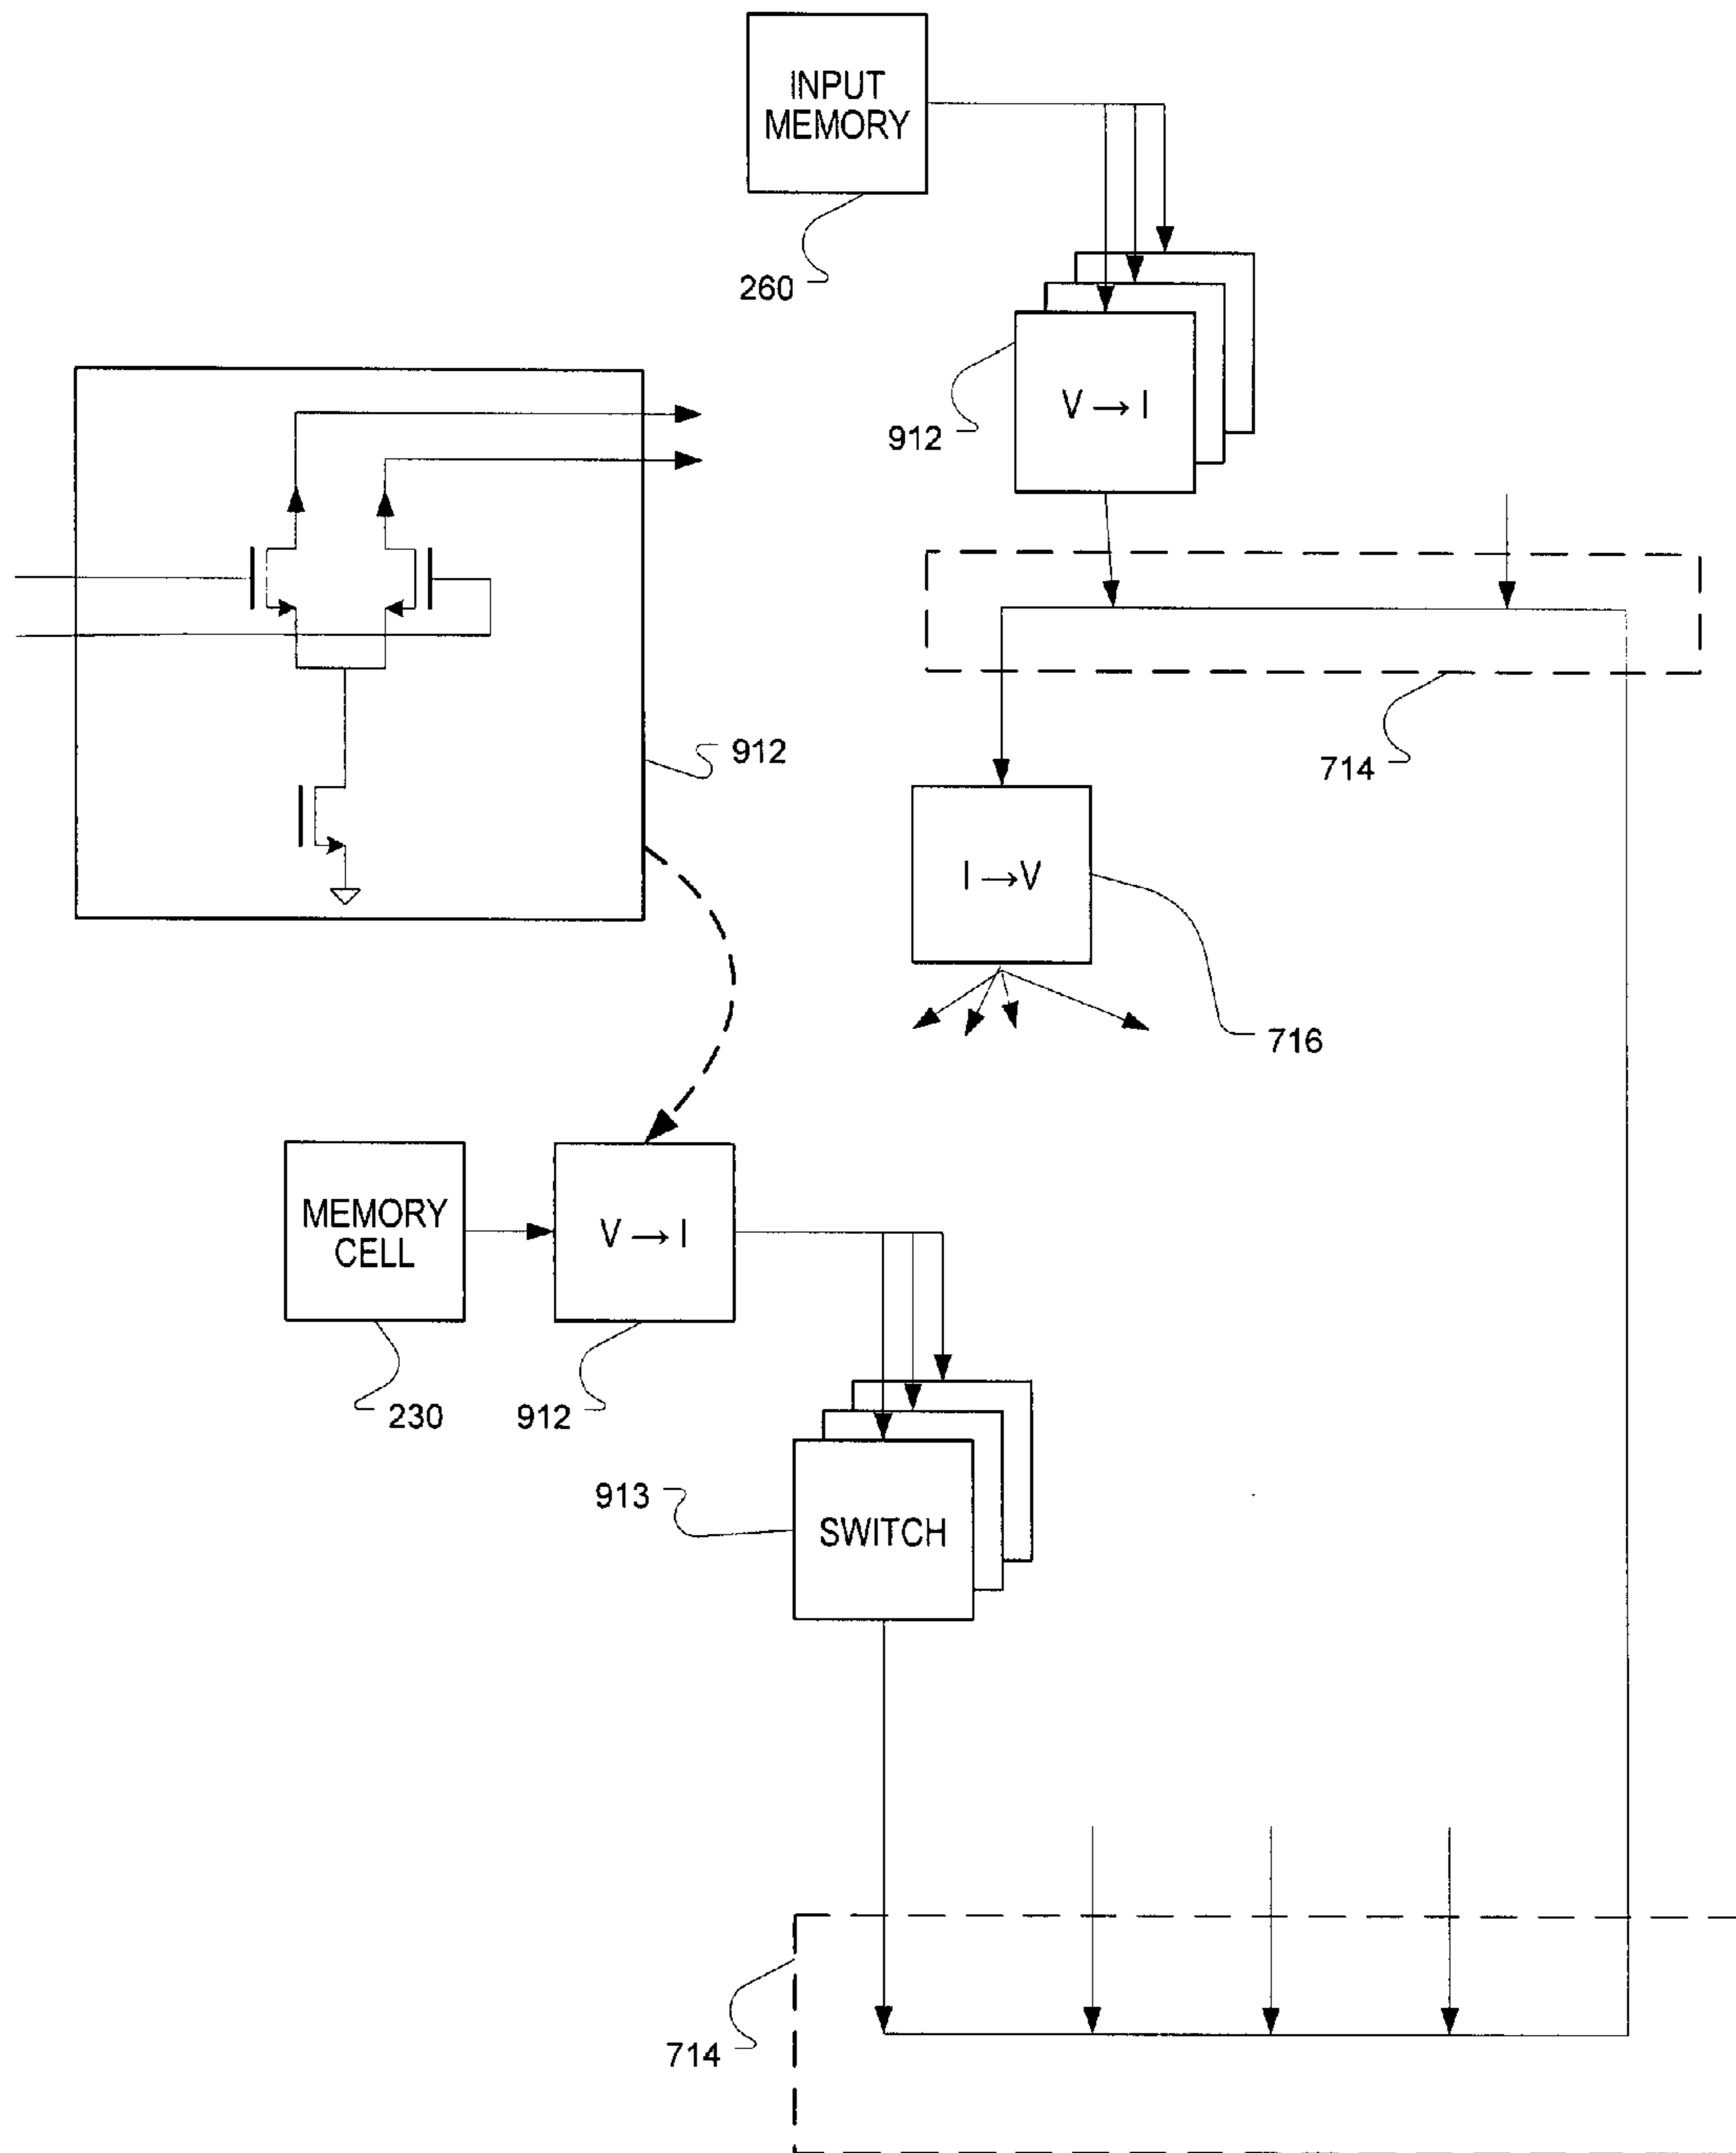 INPUT
MEMORY
260
V → I
912
912
714
I → V
716
MEMORY
CELL
V → I
230
912
913
SWITCH
714